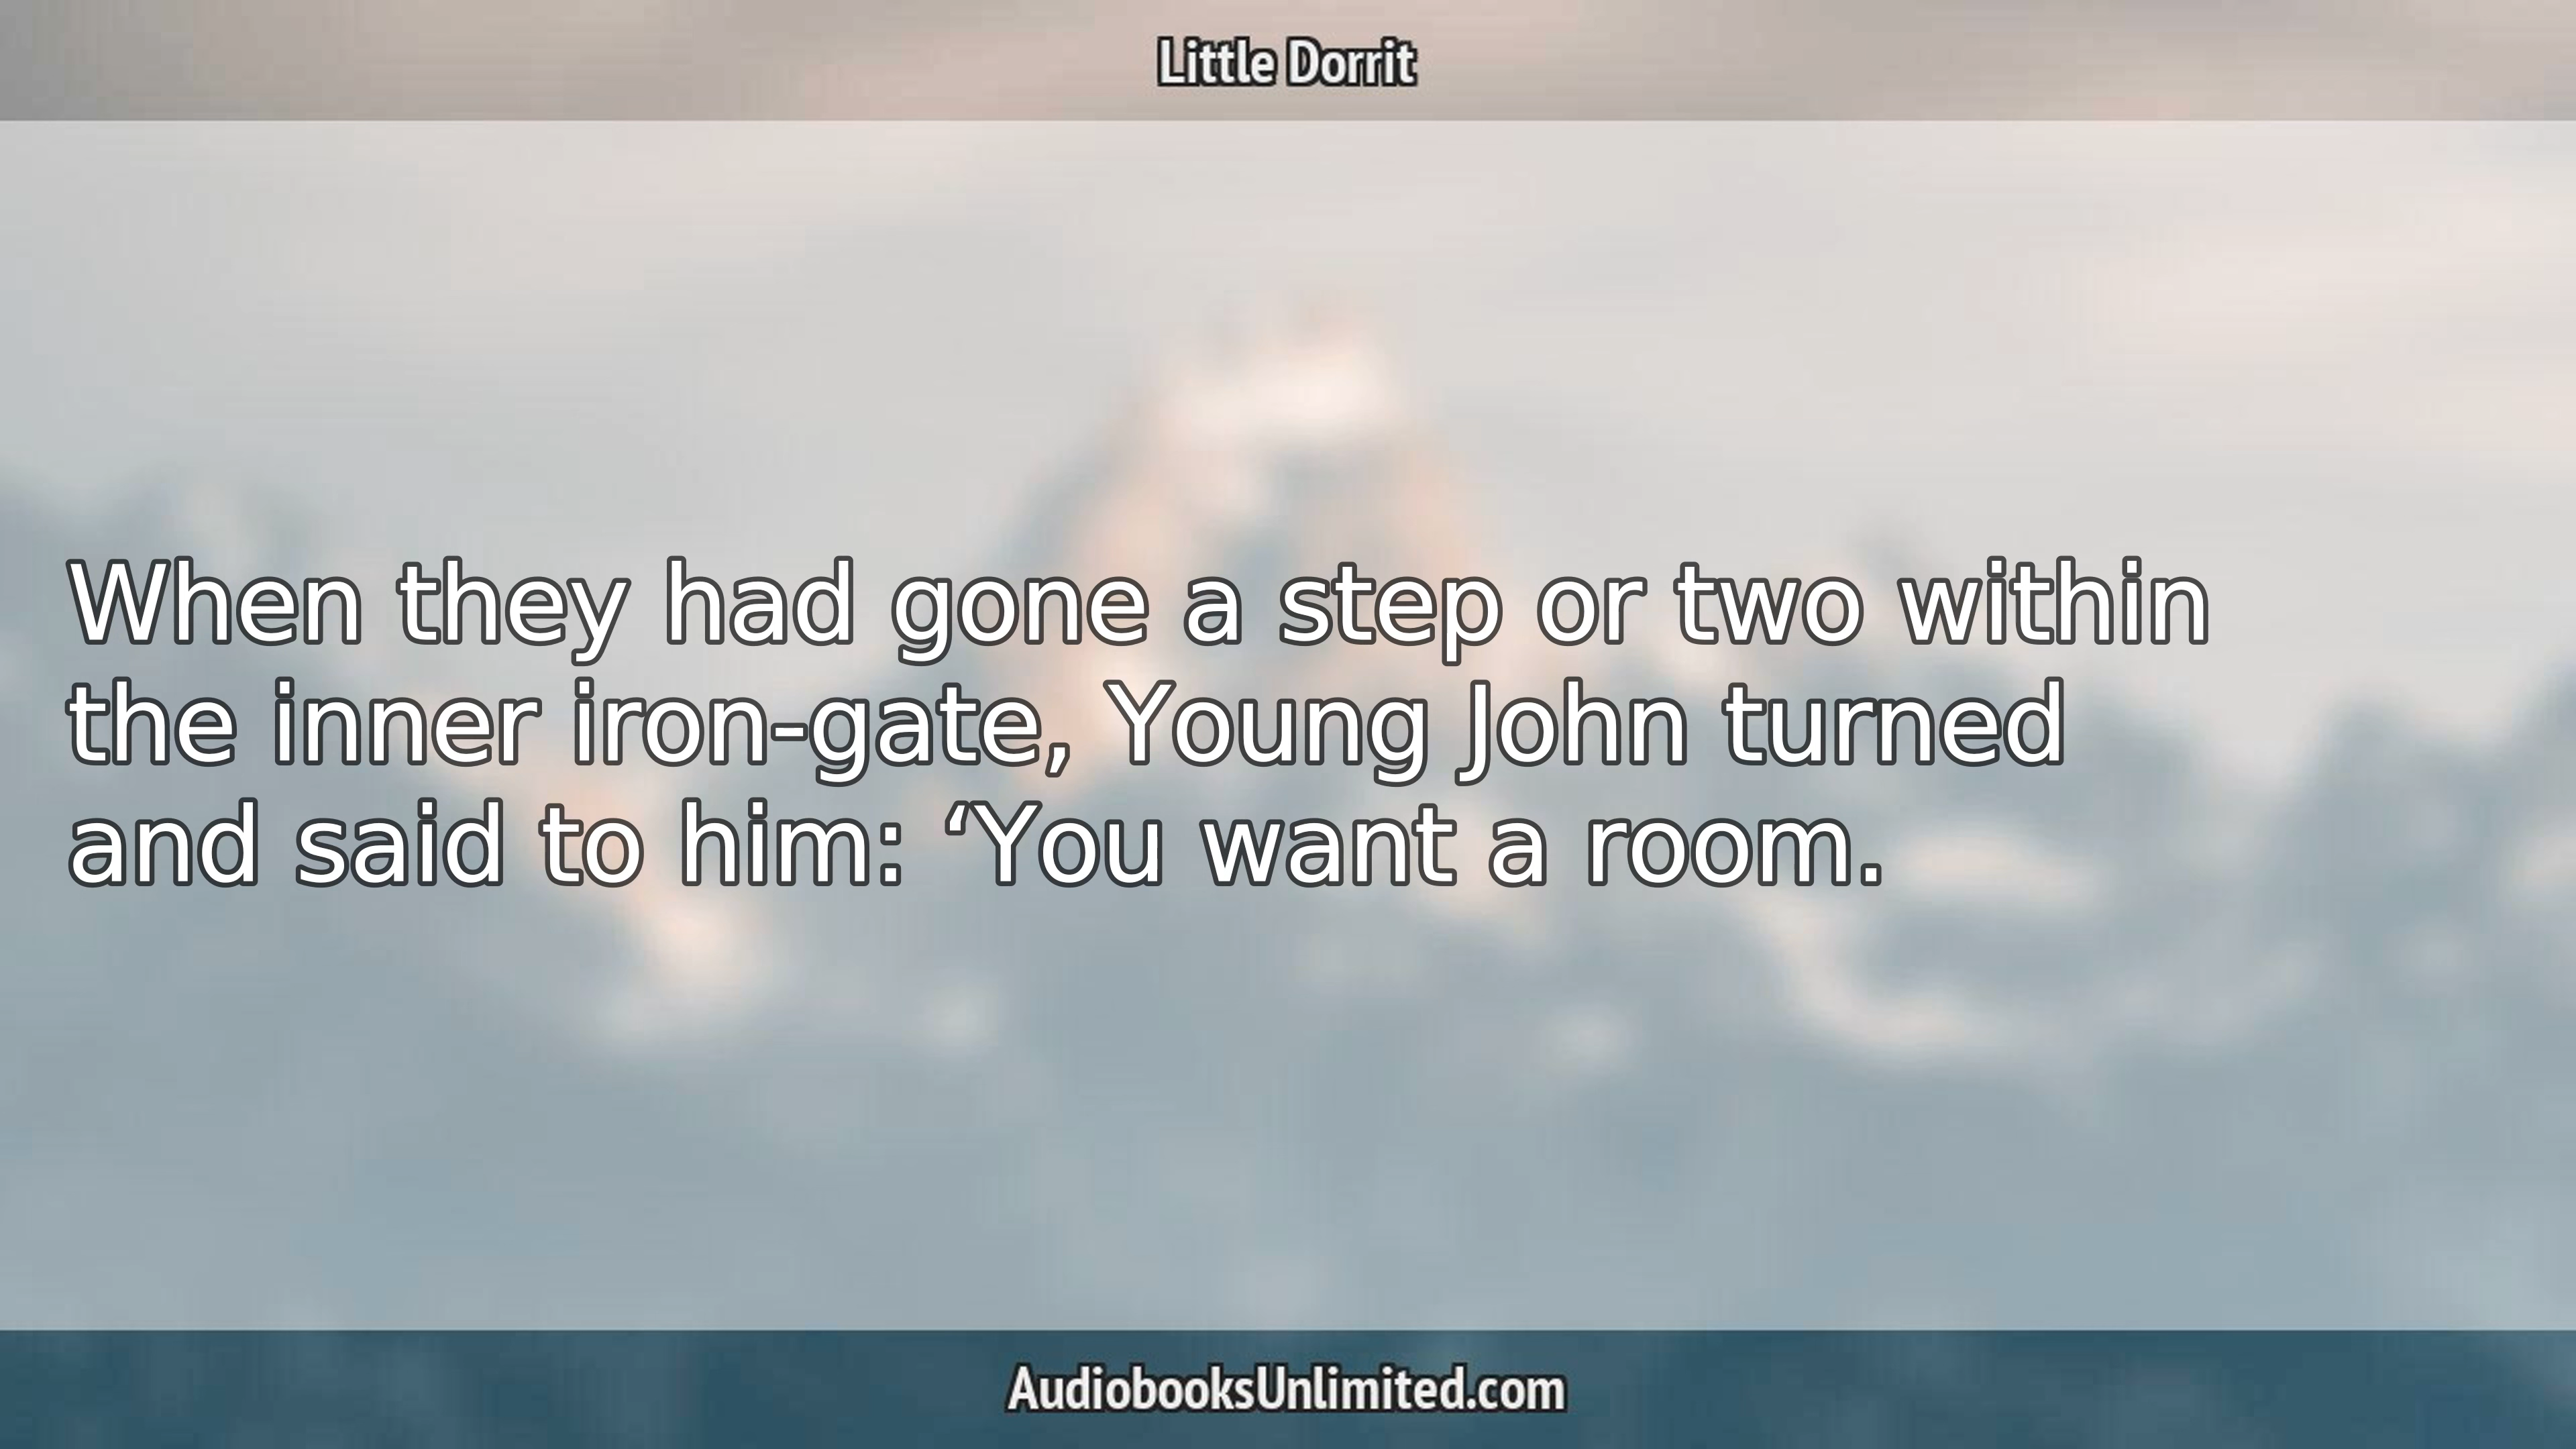 Little Dorrit
When they had gone a step or two within
the inner iron-gate, Young John turned
and said to him: ‘You want a room.
AudiobooksUnlimited.com